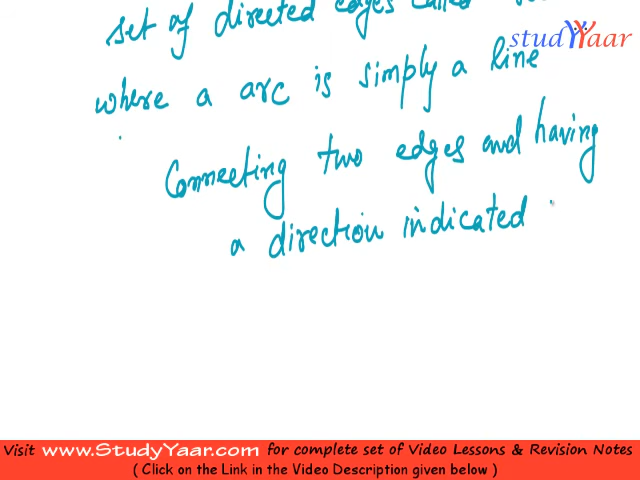 set of directed edges called
studYYaar
where a arc is simply a line
Connecting two edges and having
a direction indicated
Visit www.StudyYaar.com for complete set of Video Lessons & Revision Notes
( Click on the Link in the Video Description given below )